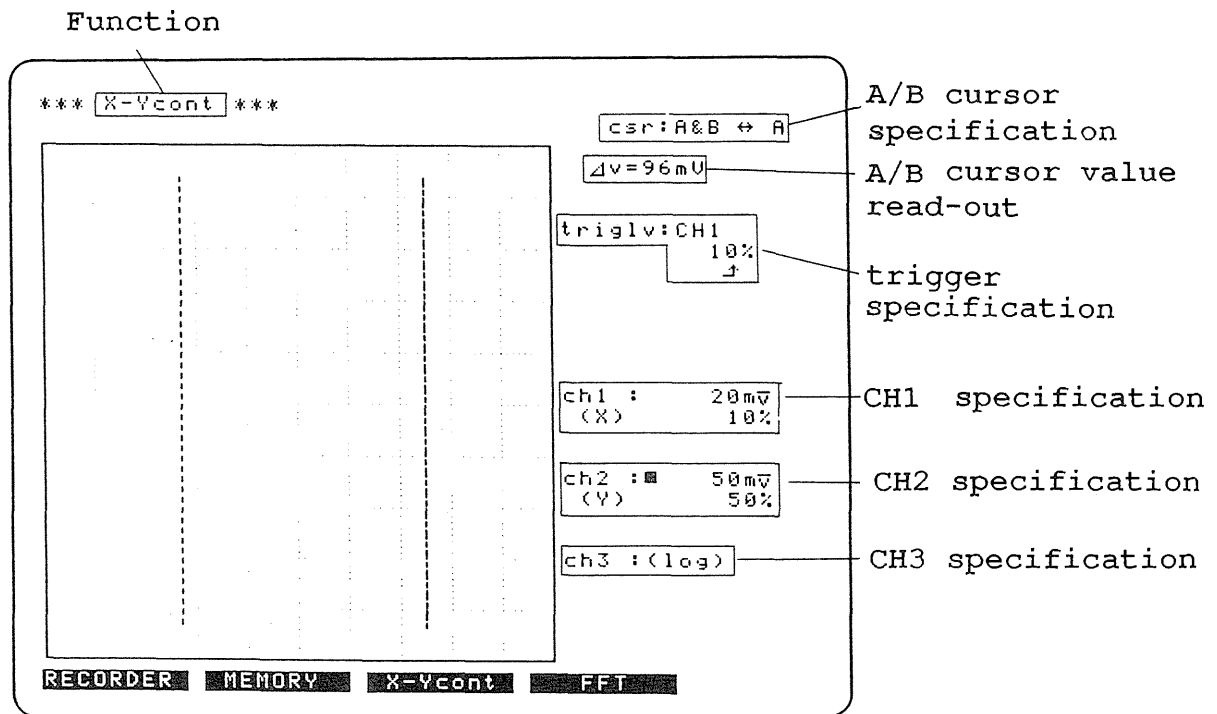 Function
*** X-Ycont ***
csr:A&B ↔ A
A/B cursor
specification
⊿v=96mV
A/B cursor value
read-out
triglv:CH1
10%
↥
trigger
specification
ch1 : 20mv̅
(X) 10%
CH1 specification
ch2 :■ 50mv̅
(Y) 50%
CH2 specification
ch3 :(log)
CH3 specification
RECORDER MEMORY X-Ycont FFT